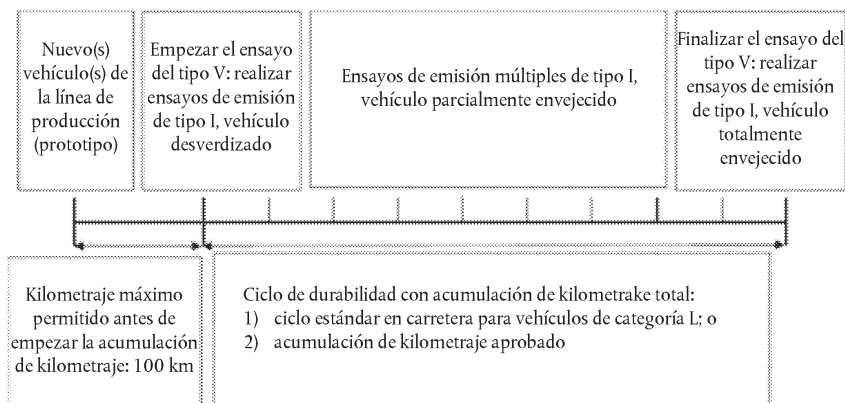 Nuevo(s)
vehículo(s) de
la línea de
producción
(prototipo)
Empezar el ensayo
del tipo V: realizar
ensayos de emisión
de tipo I, vehículo
desverdizado
Ensayos de emisión múltiples de tipo I,
vehículo parcialmente envejecido
Finalizar el ensayo del
tipo V: realizar
ensayos de emisión
de tipo I, vehículo
totalmente
envejecido
Kilometraje máximo
permitido antes de
empezar la acumulación
de kilometraje: 100 km
Ciclo de durabilidad con acumulación de kilometrake total:
1) ciclo estándar en carretera para vehículos de categoría L; o
2) acumulación de kilometraje aprobado